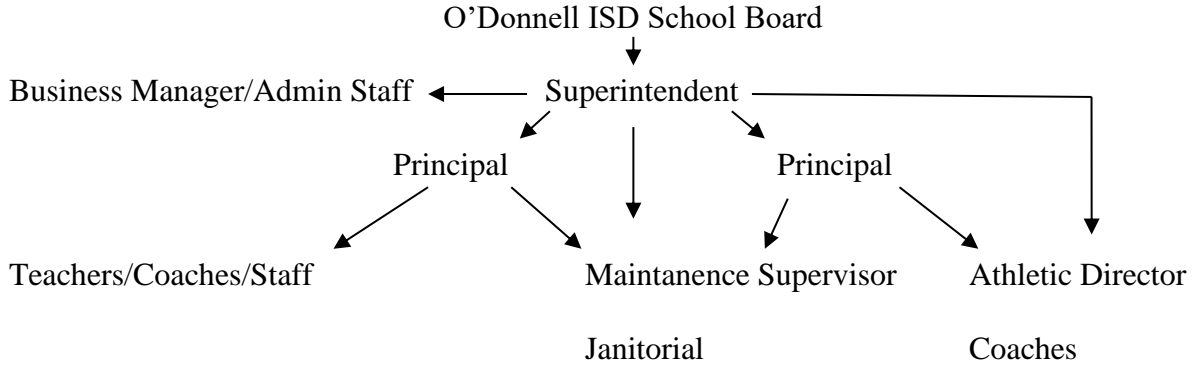 O’Donnell ISD School Board
Business Manager/Admin Staff Superintendent
Principal Principal
Teachers/Coaches/Staff Maintanence Supervisor Athletic Director
Janitorial Coaches